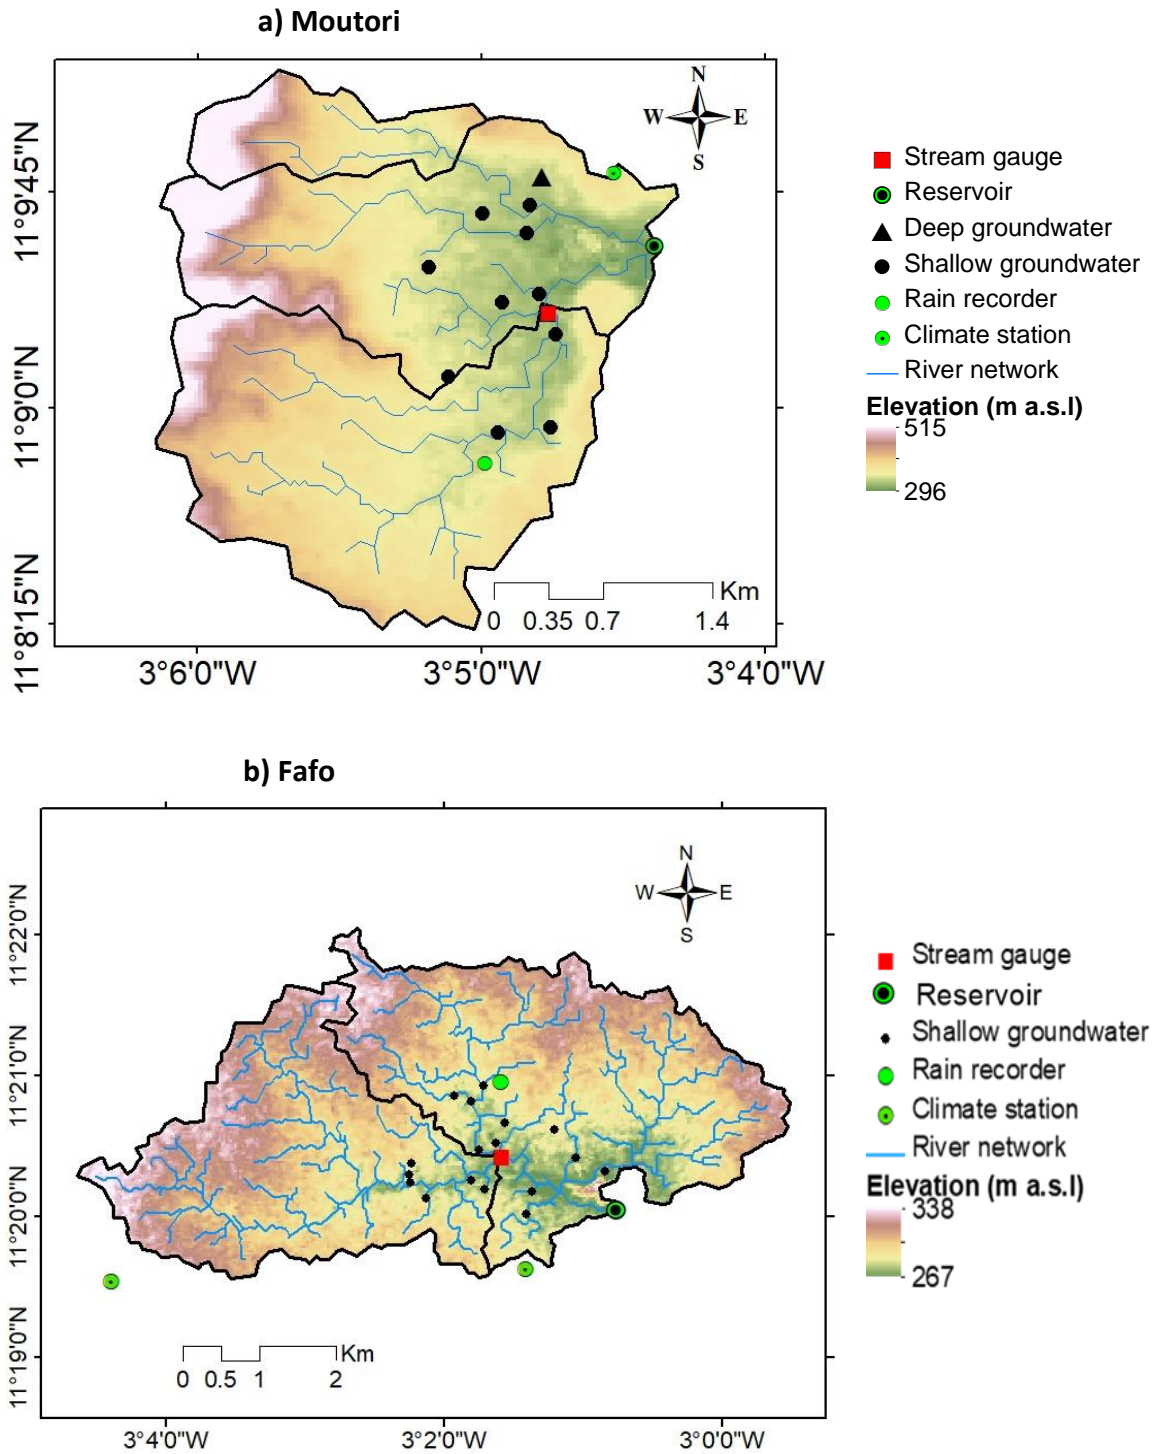 a) Moutori
N
W E
S
11°9'45"N
11°9'0"N
11°8'15"N
Km
0 0.35 0.7 1.4
3°6'0"W 3°5'0"W 3°4'0"W
Stream gauge
Reservoir
Deep groundwater
Shallow groundwater
Rain recorder
Climate station
River network
Elevation (m a.s.l)
515
296
b) Fafo
N
W E
S
11°22'0"N
11°21'0"N
11°20'0"N
11°19'0"N
Km
0 0.5 1 2
3°4'0"W 3°20'0"W 3°0'0"W
Stream gauge
Reservoir
Shallow groundwater
Rain recorder
Climate station
River network
Elevation (m a.s.l)
338
267